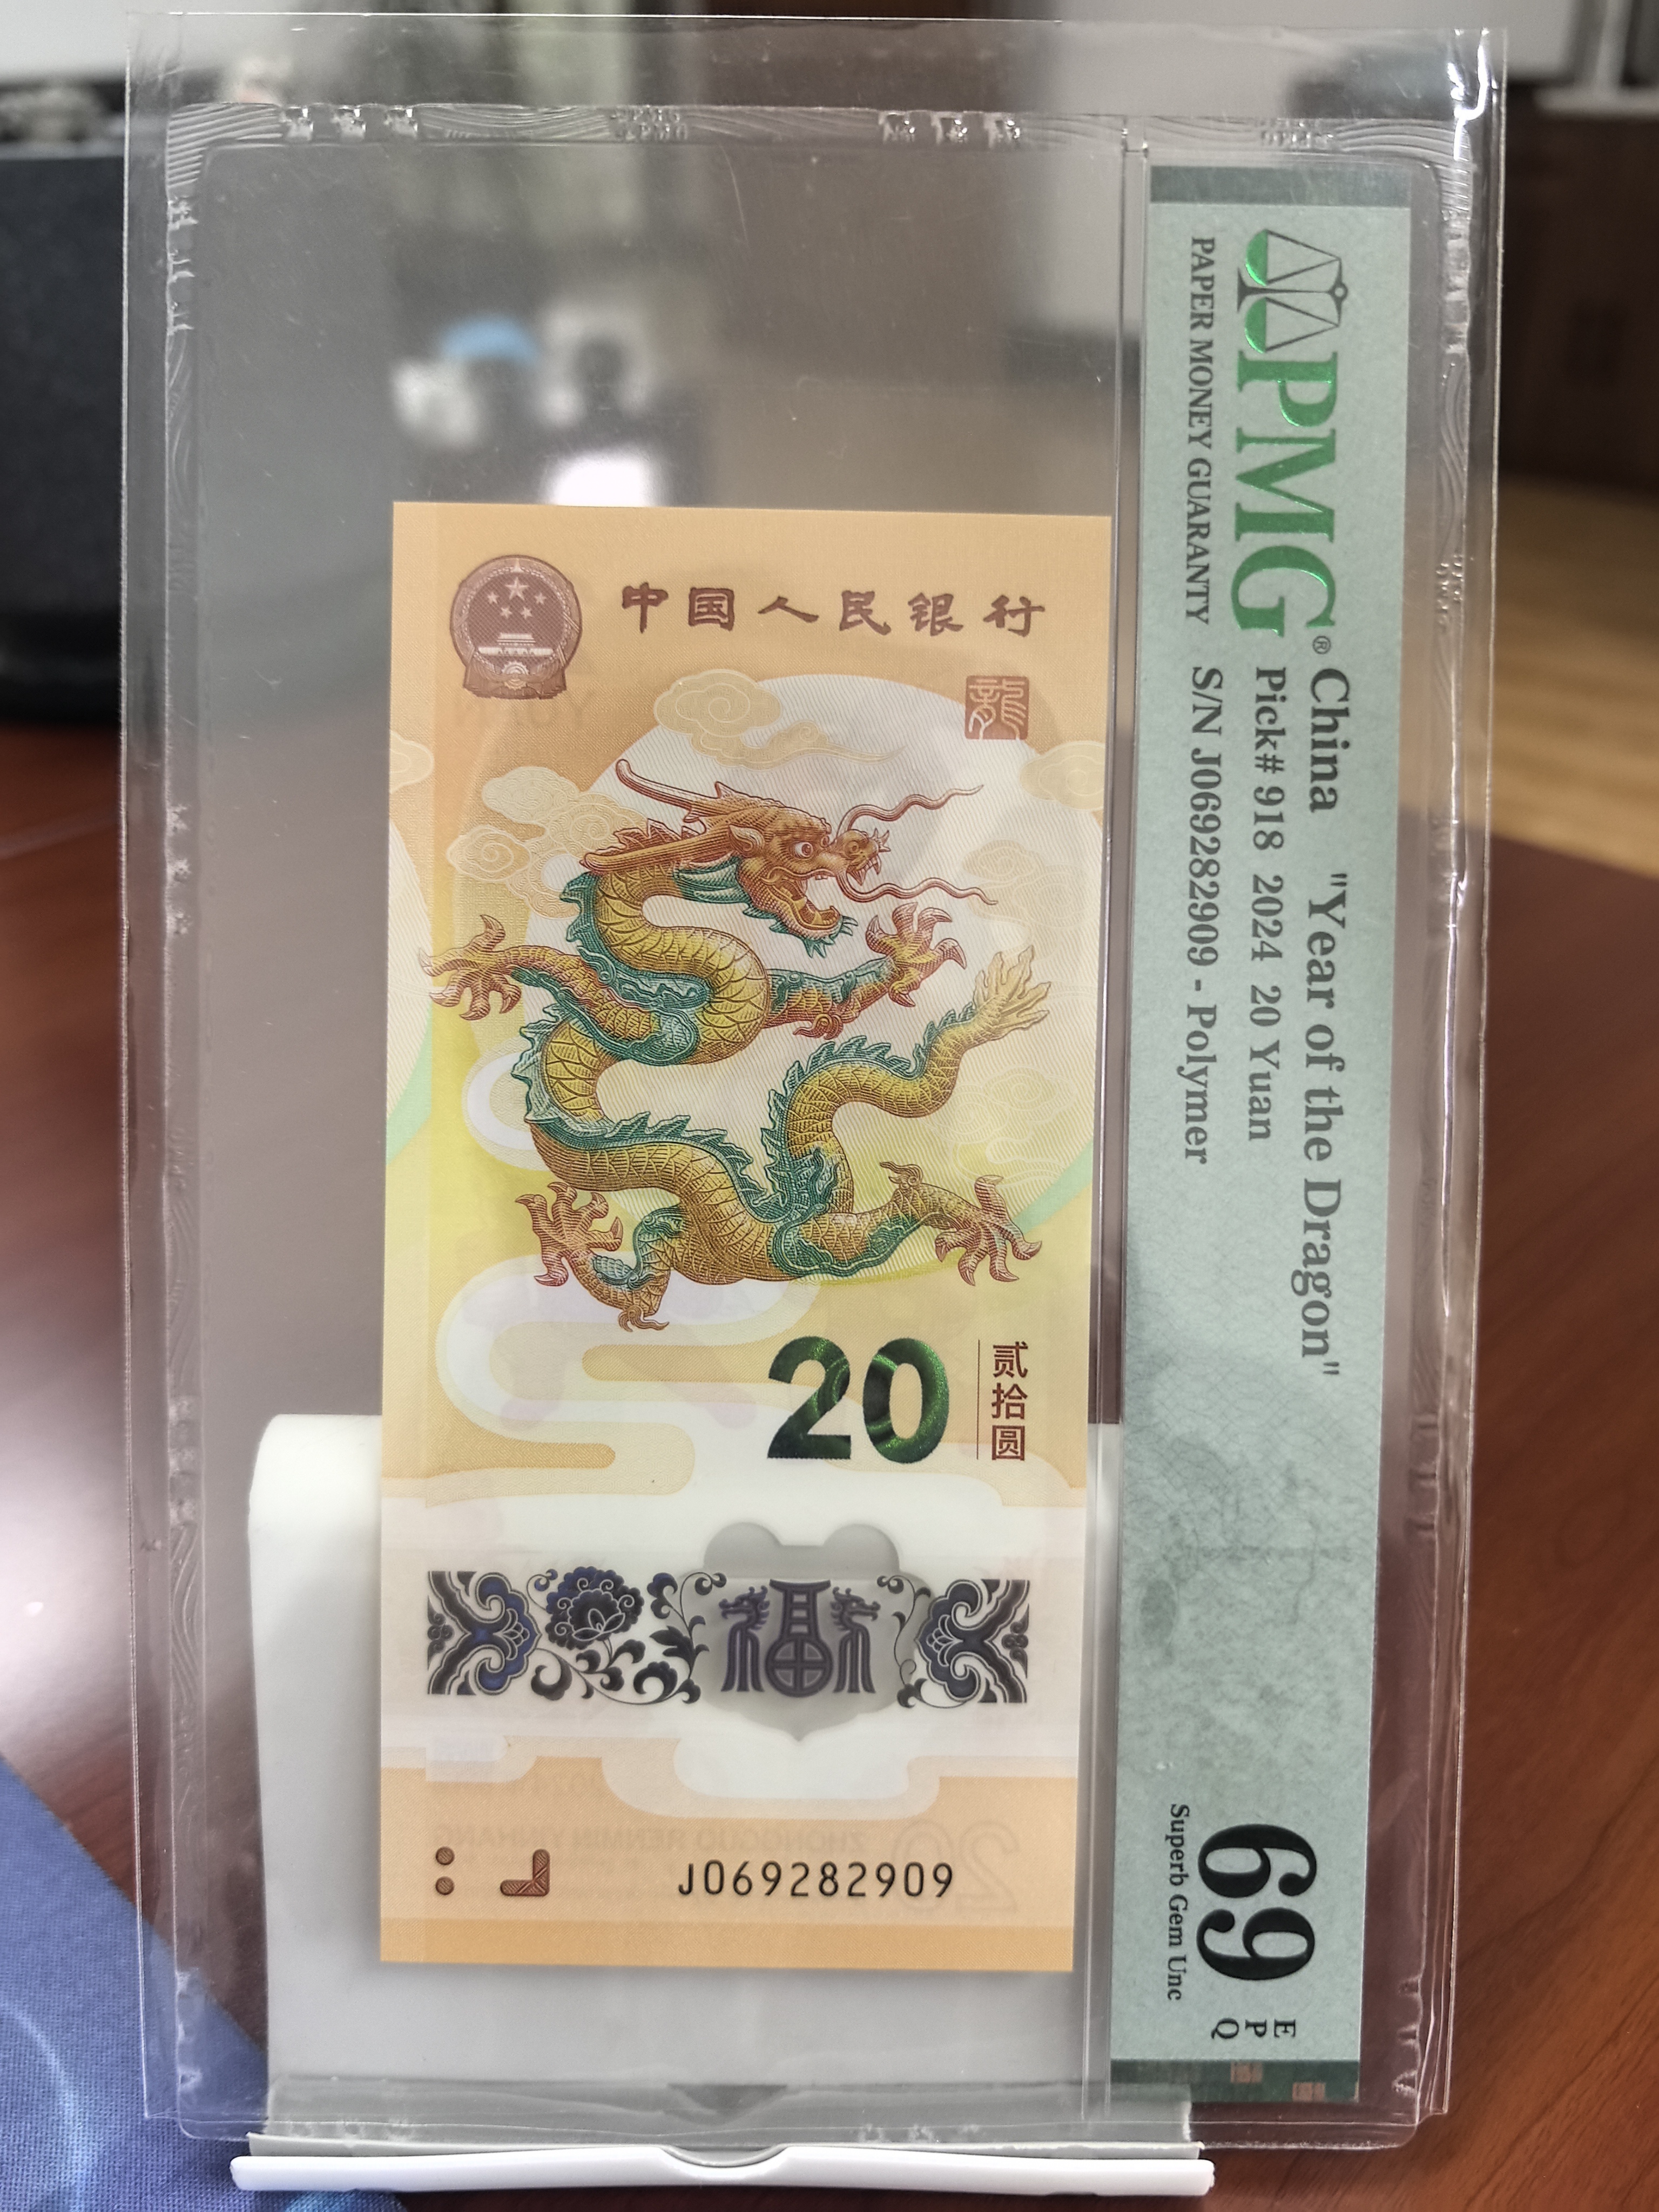 中国人民银行
龍
20
贰拾圆
福
J069282909
PMG®
PAPER MONEY GUARANTY
China "Year of the Dragon"
Pick# 918 2024 20 Yuan
S/N J069282909 - Polymer
69
EPQ
Superb Gem Unc